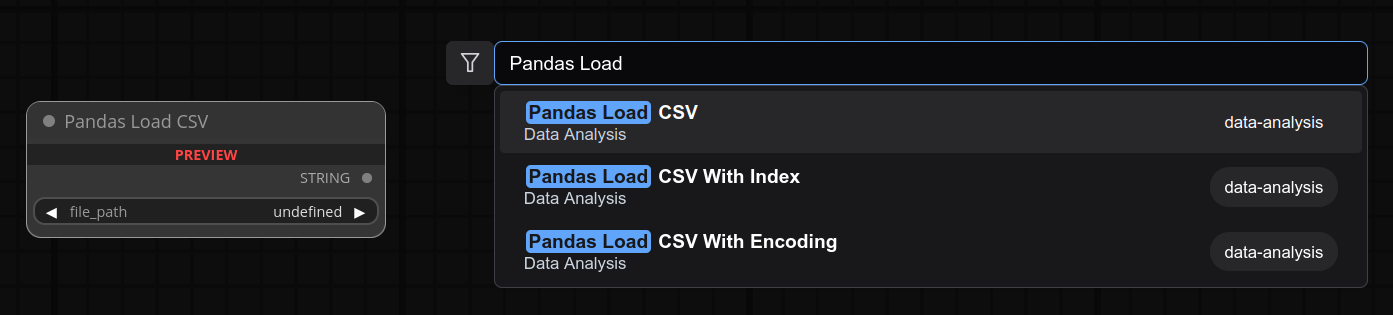 Pandas Load
Pandas Load CSV
PREVIEW
STRING
file_path undefined
Pandas Load CSV
Data Analysis
data-analysis
Pandas Load CSV With Index
Data Analysis
data-analysis
Pandas Load CSV With Encoding
Data Analysis
data-analysis